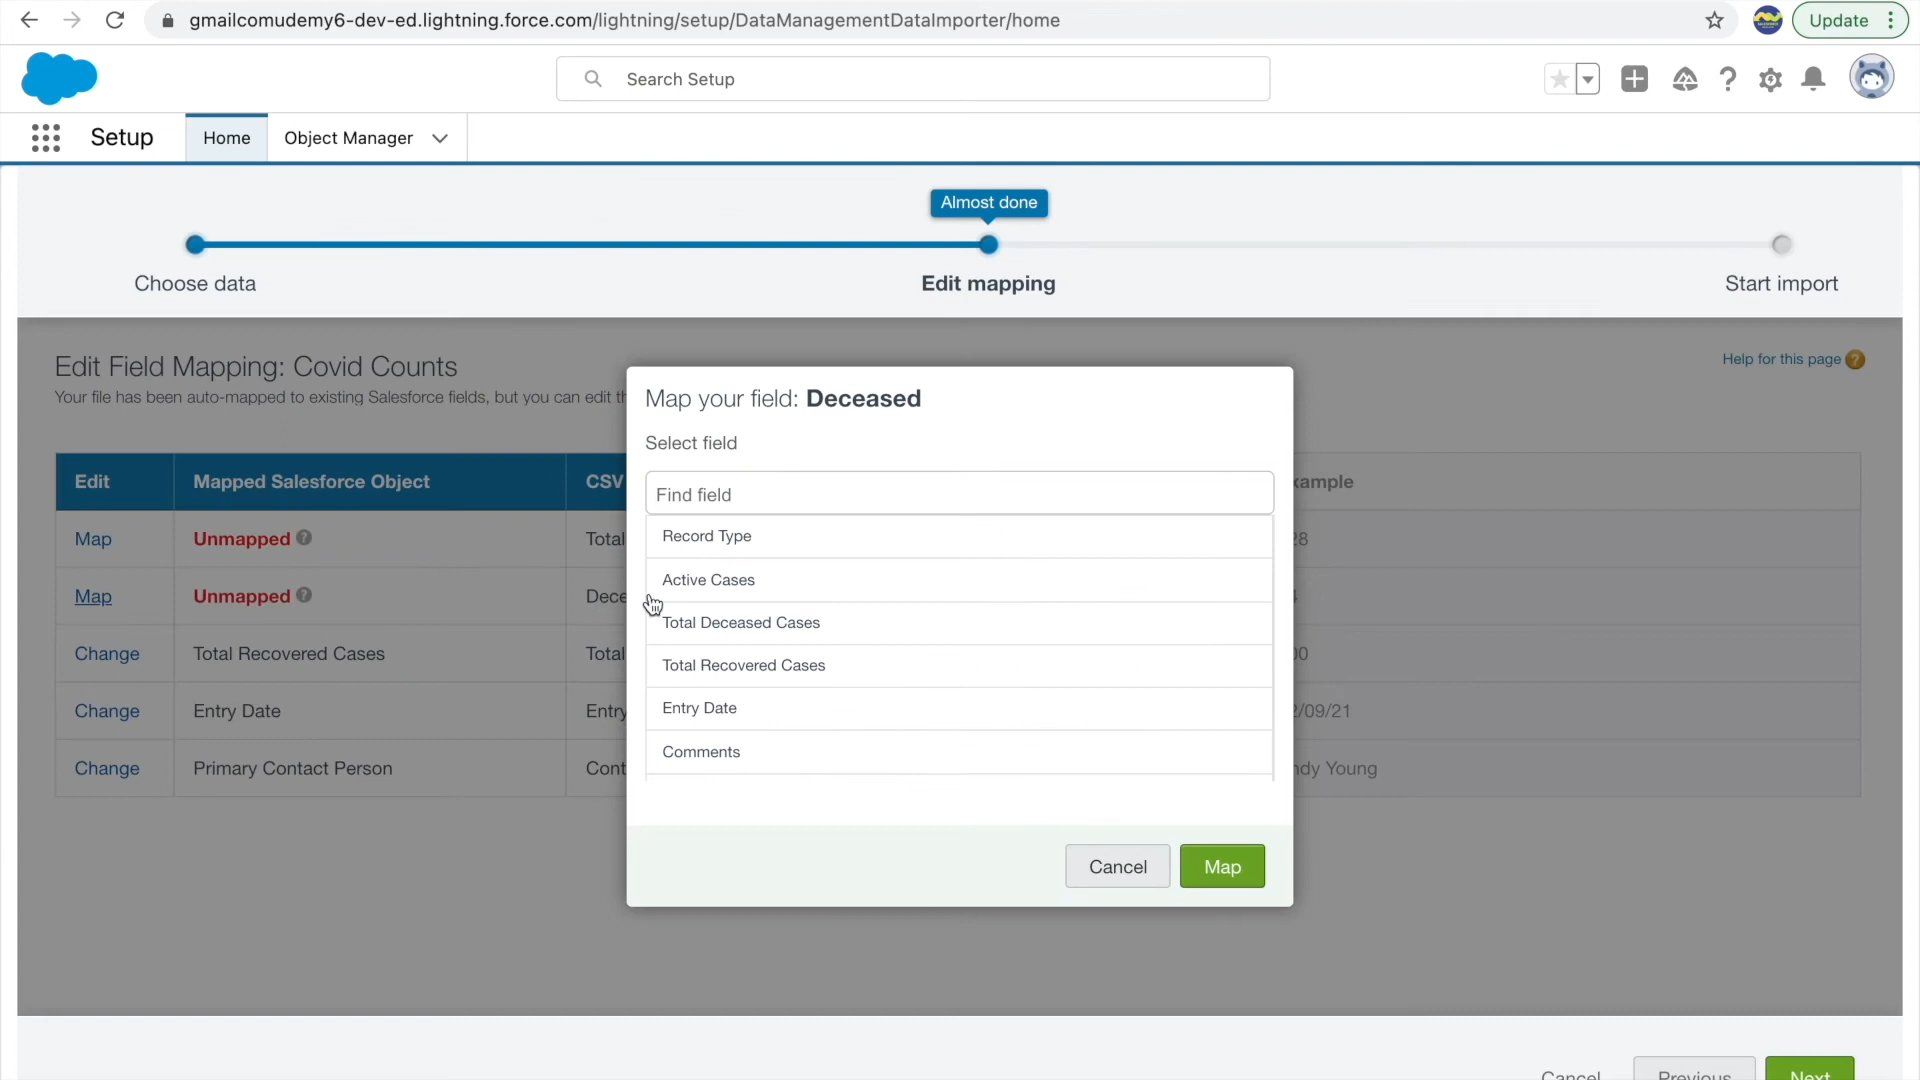 gmailcomudemy6-dev-ed.lightning.force.com/lightning/setup/DataManagementDataImporter/home
Update
Search Setup
Setup
Home
Object Manager
Almost done
Choose data
Edit mapping
Start import
Edit Field Mapping: Covid Counts
Help for this page
Your file has been auto-mapped to existing Salesforce fields, but you can edit
Map your field: Deceased
Select field
Find field
Record Type
Active Cases
Total Deceased Cases
Total Recovered Cases
Entry Date
Comments
Cancel
Map
Edit
Mapped Salesforce Object
CSV
xample
Map
Unmapped
Total
28
Map
Unmapped
Dece
Change
Total Recovered Cases
Total
00
Change
Entry Date
Entry
2/09/21
Change
Primary Contact Person
Cont
ndy Young
Cancel
Previous
Next